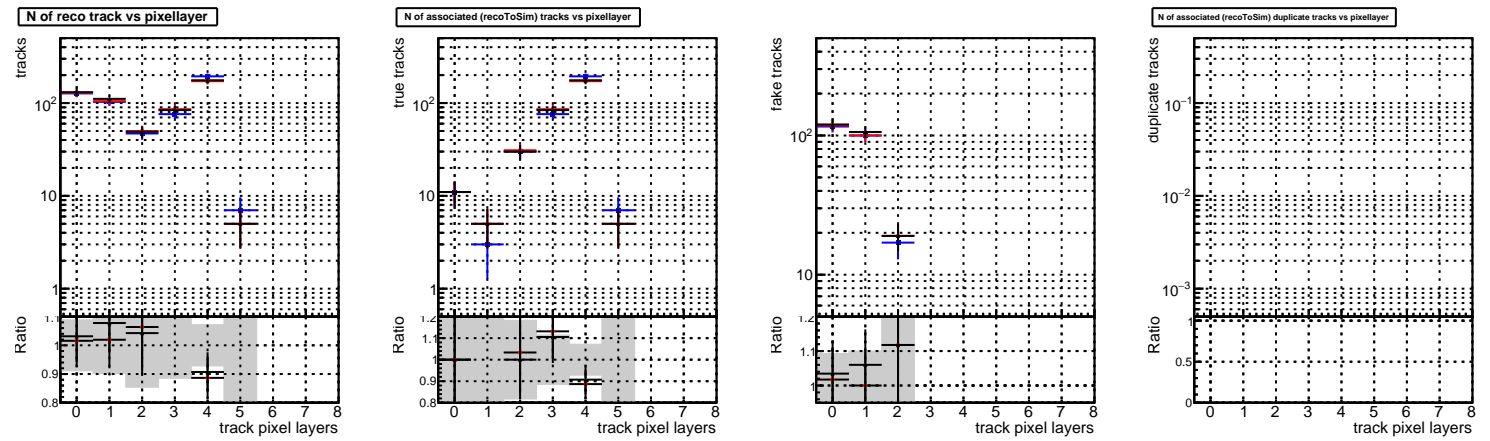 N of reco track vs pixellayer
tracks
10²
10
1
Ratio
1.1
1
0.9
0.8
0 1 2 3 4 5 6 7 8
track pixel layers
N of associated (recoToSim) tracks vs pixellayer
true tracks
10²
10
1
Ratio
1.2
1.1
1
0.9
0.8
0 1 2 3 4 5 6 7 8
track pixel layers
fake tracks
10²
10
Ratio
1.2
1.1
1
0 1 2 3 4 5 6 7 8
track pixel layers
N of associated (recoToSim) duplicate tracks vs pixellayer
duplicate tracks
10⁻¹
10⁻²
10⁻³
Ratio
1
0.5
0
0 1 2 3 4 5 6 7 8
track pixel layers